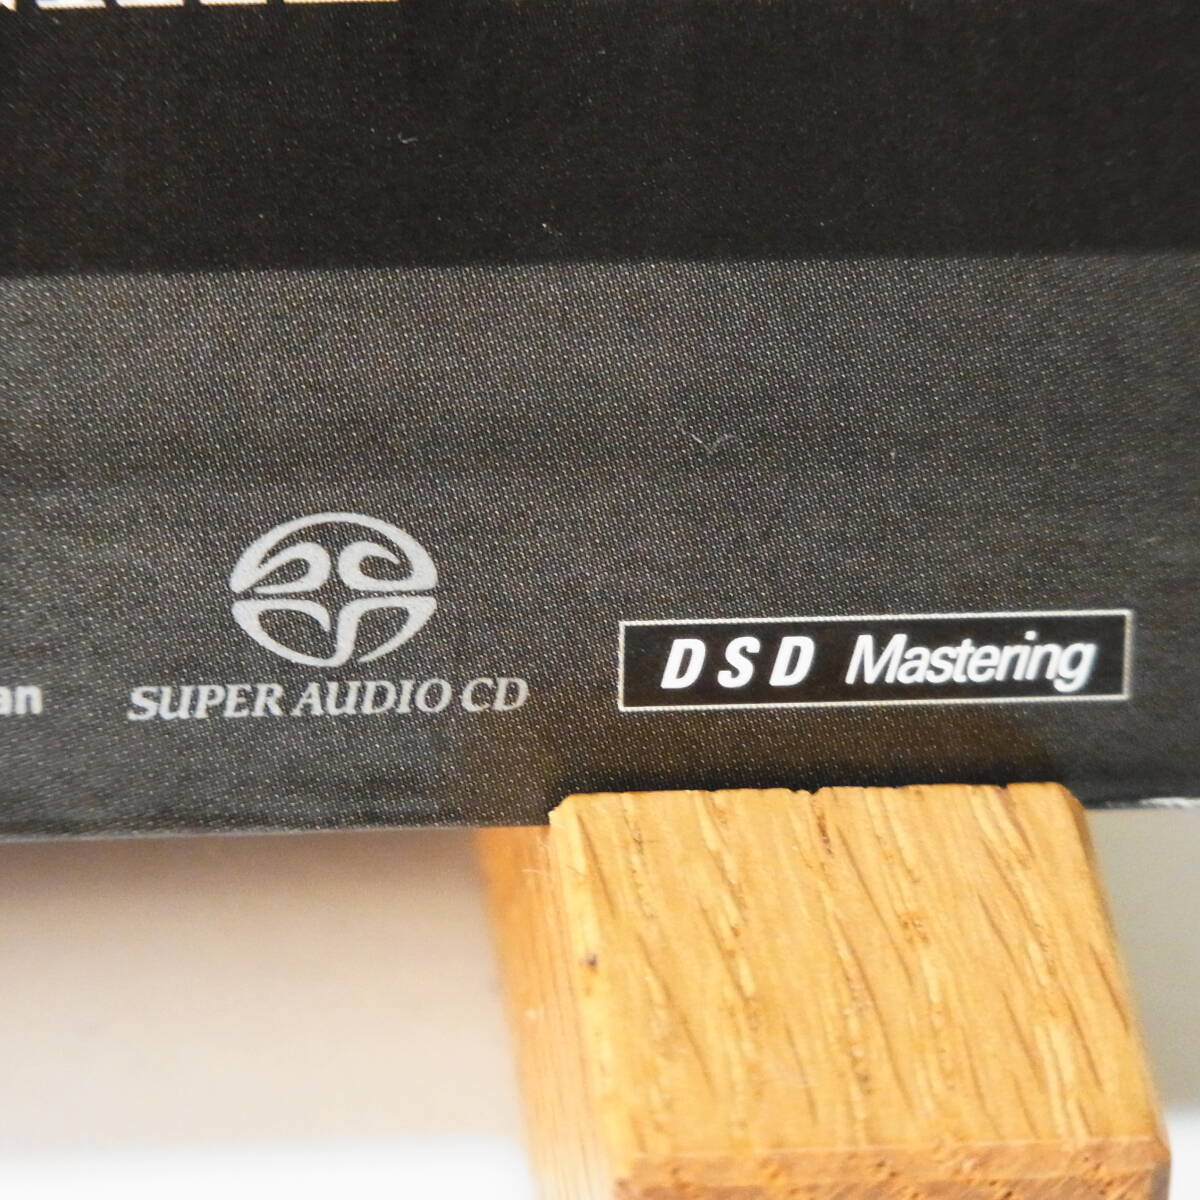 an
SUPER AUDIO CD
DSD Mastering